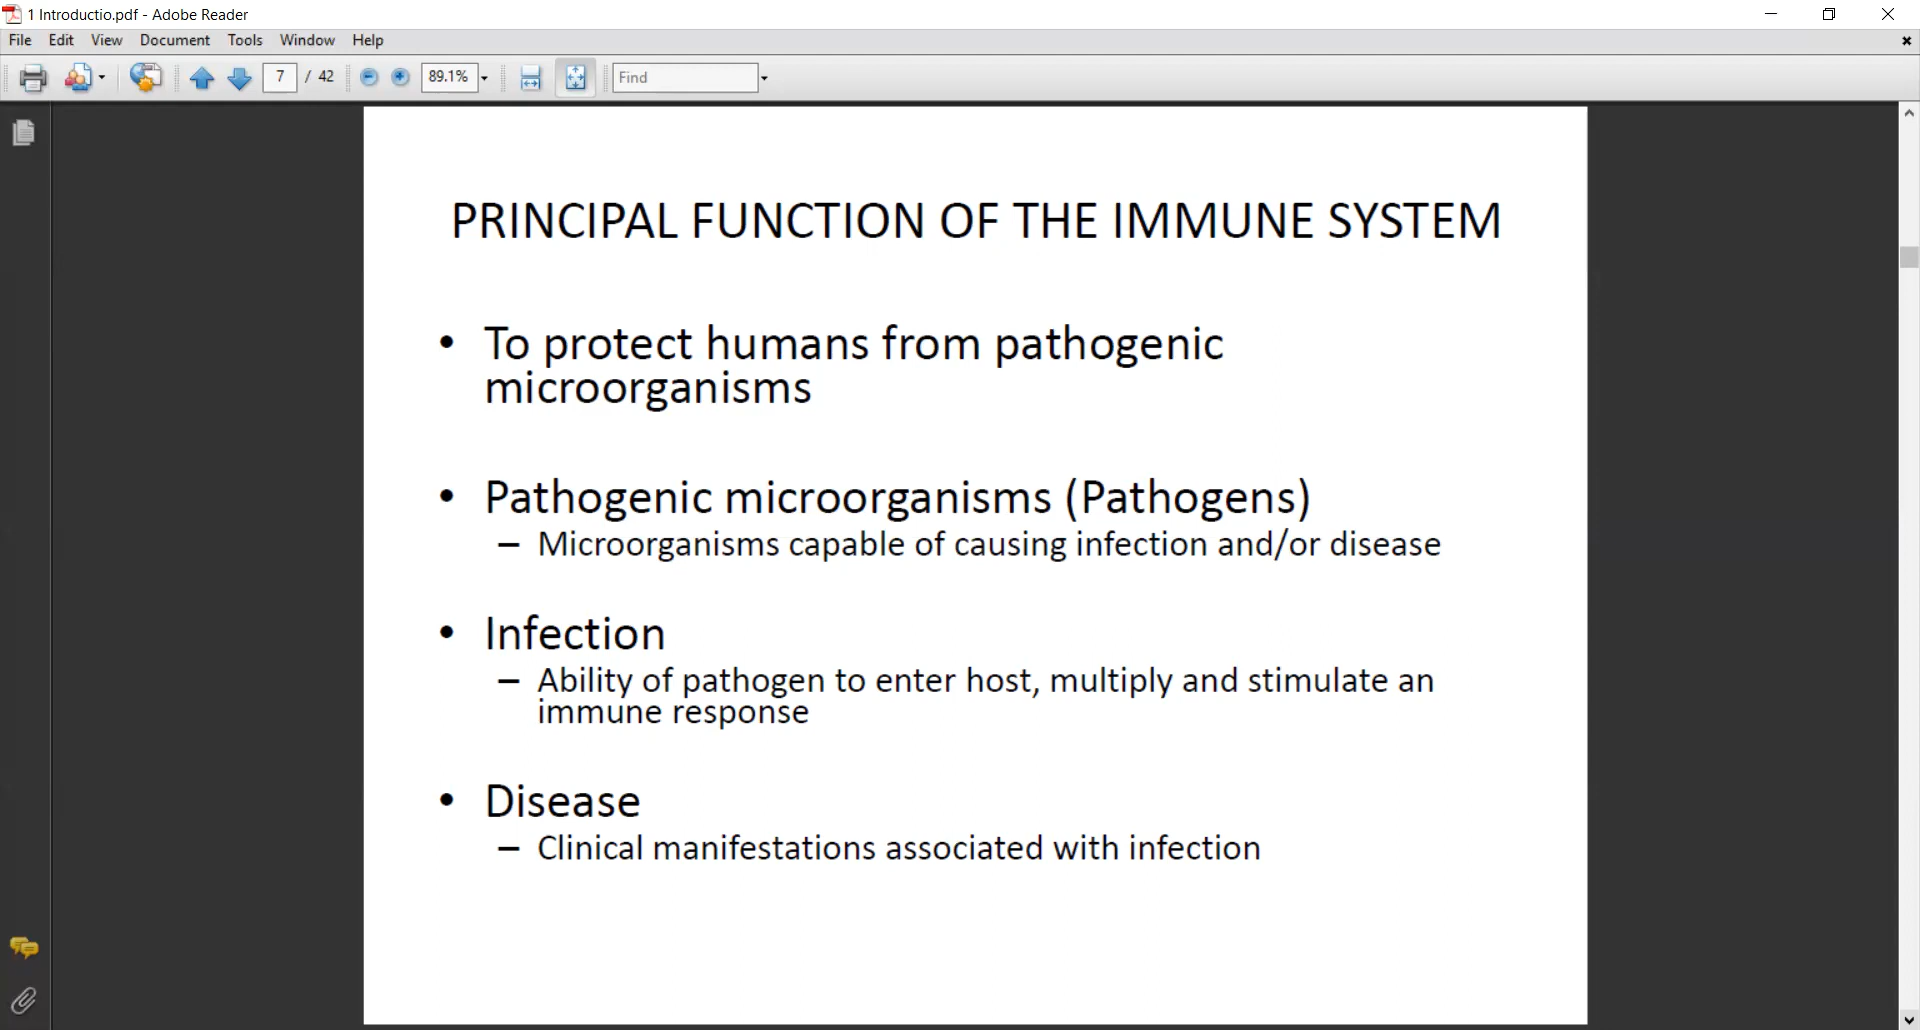 1 Introductio.pdf - Adobe Reader
File Edit View Document Tools Window Help
7 / 42 89.1% Find
PRINCIPAL FUNCTION OF THE IMMUNE SYSTEM
• To protect humans from pathogenic
microorganisms
• Pathogenic microorganisms (Pathogens)
– Microorganisms capable of causing infection and/or disease
• Infection
– Ability of pathogen to enter host, multiply and stimulate an
immune response
• Disease
– Clinical manifestations associated with infection